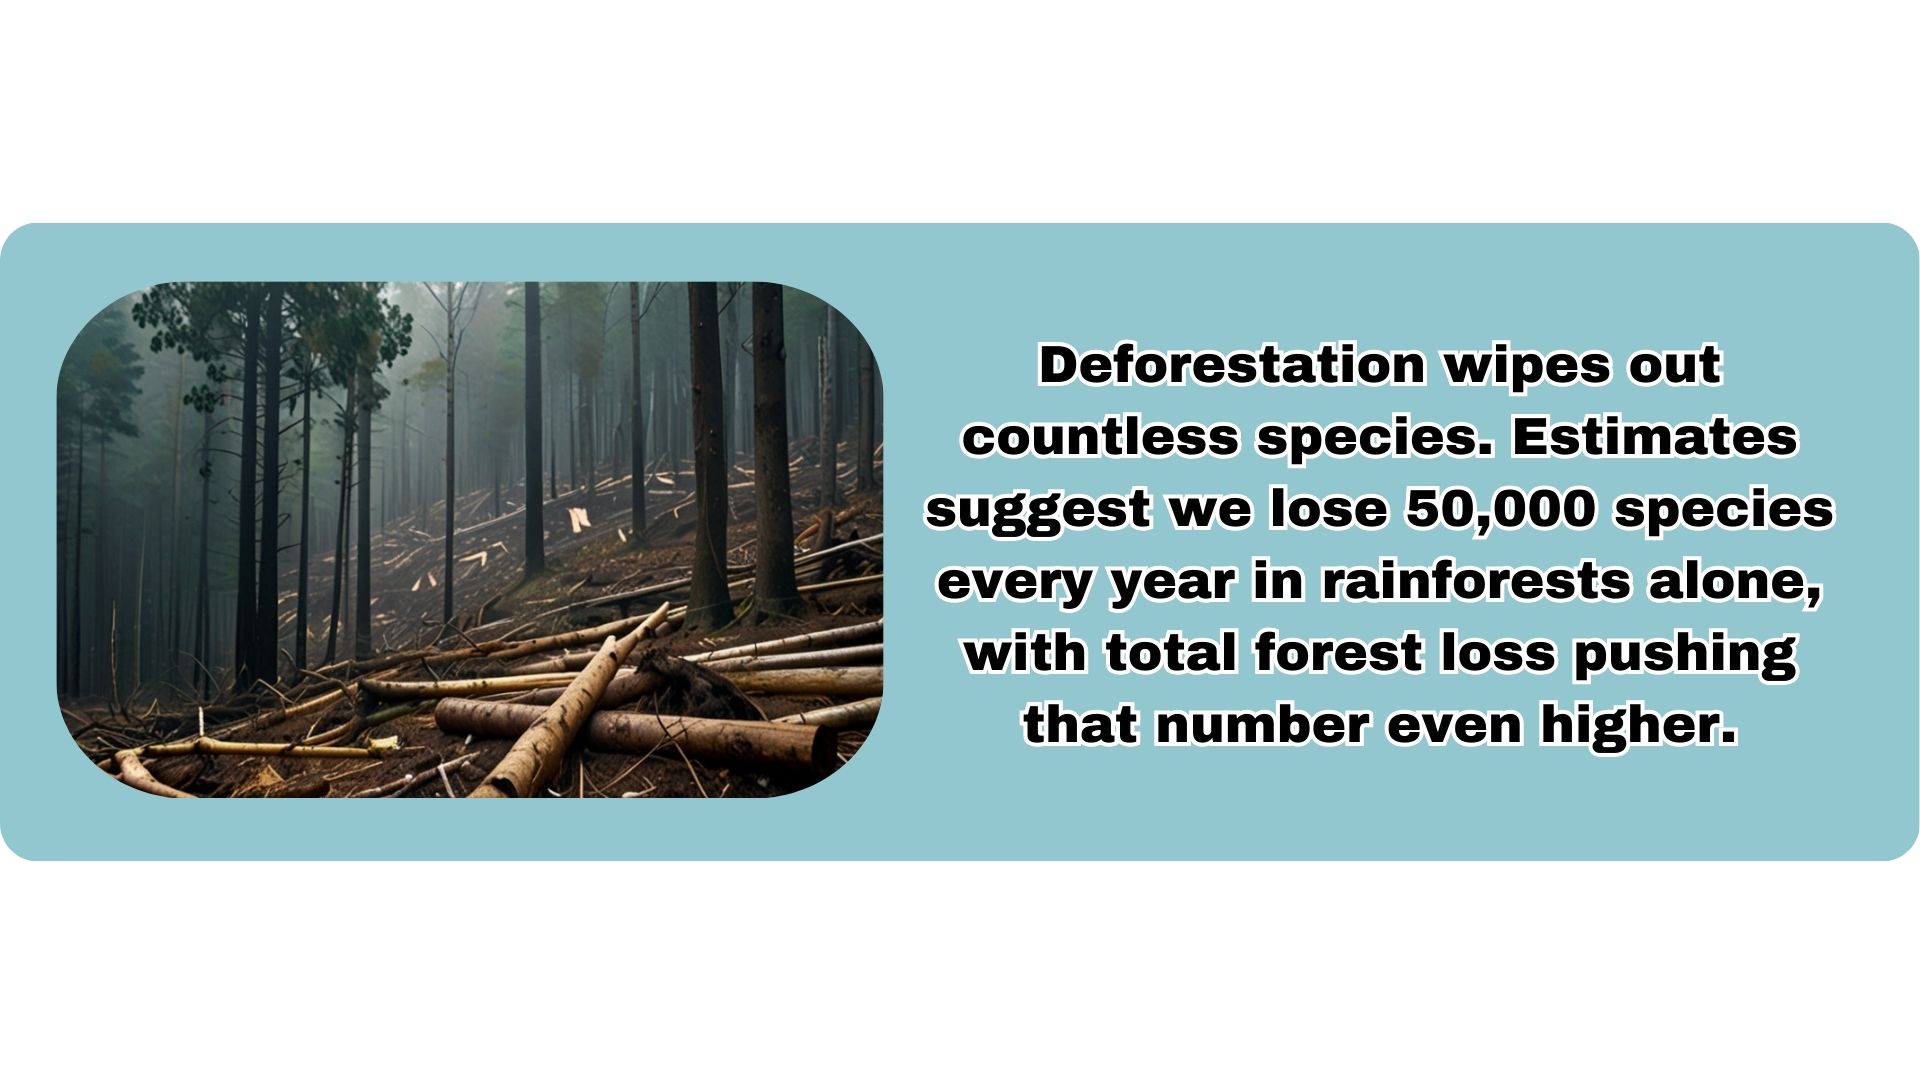 Deforestation wipes out
countless species. Estimates
suggest we lose 50,000 species
every year in rainforests alone,
with total forest loss pushing
that number even higher.